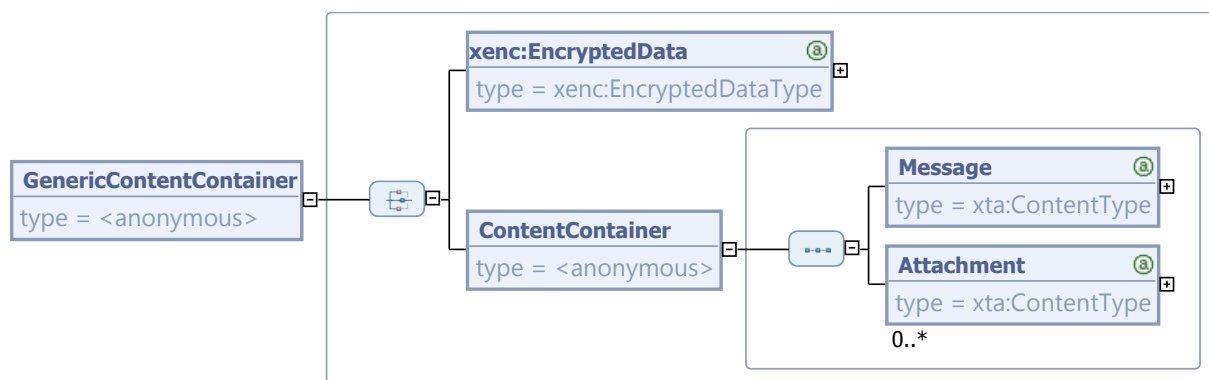 xenc:EncryptedData
type = xenc:EncryptedDataType
GenericContentContainer
type = <anonymous>
ContentContainer
type = <anonymous>
Message
type = xta:ContentType
Attachment
type = xta:ContentType
0..*